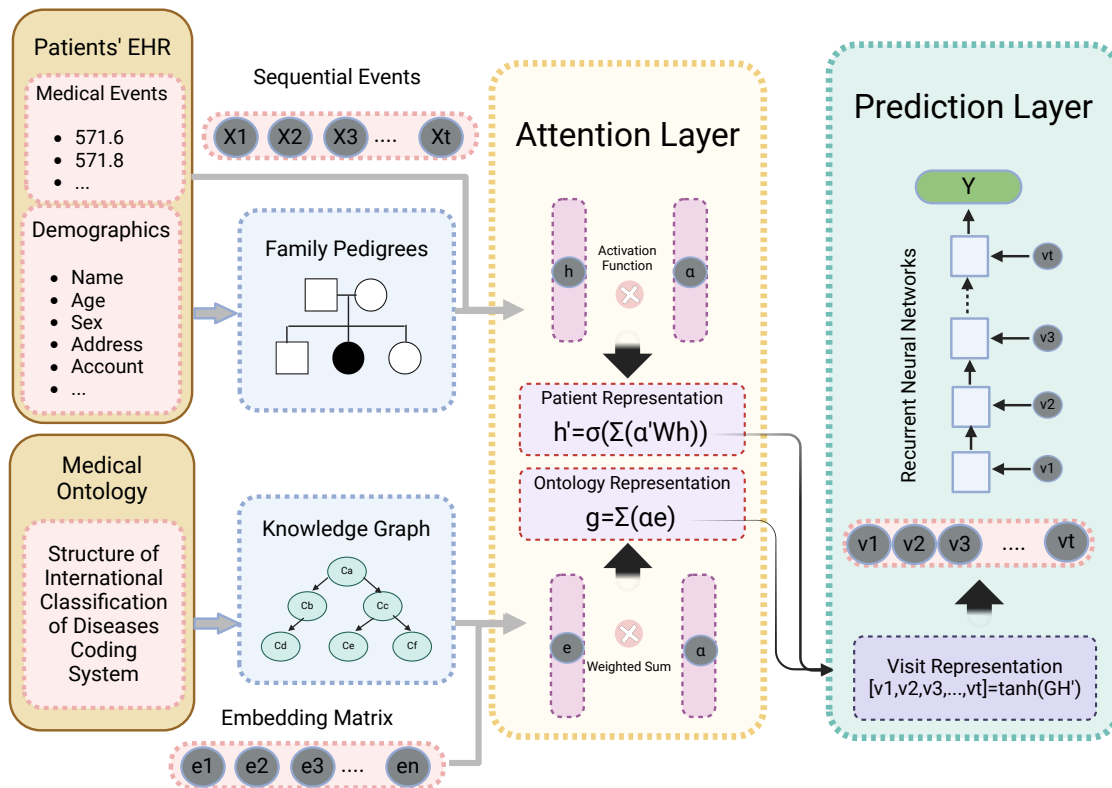 Patients' EHR
Medical Events
571.6
571.8
...
Demographics
Name
Age
Sex
Address
Account
...
Medical
Ontology
Structure of
International
Classification
of Diseases
Coding
System
Sequential Events
X1 X2 X3 .... Xt
Family Pedigrees
Knowledge Graph
Ca
Cb Cc
Cd Ce Cf
Embedding Matrix
e1 e2 e3 .... en
Attention Layer
h
Activation
Function
α
Patient Representation
h'=σ(Σ(α'Wh))
Ontology Representation
g=Σ(αe)
e
Weighted Sum
α
Prediction Layer
Y
Recurrent Neural Networks
vt
v3
v2
v1
v1 v2 v3 .... vt
Visit Representation
[v1,v2,v3,...,vt]=tanh(GH')